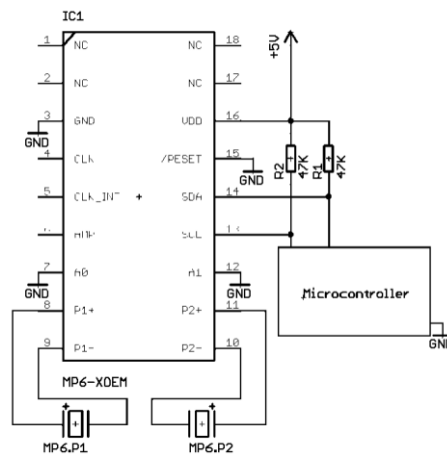 IC1
1 NC NC 18
2 NC NC 17
3 GND VDD 16
GND
4 CLK /RESET 15
GND
5 CLK_INT + SDA 14
SCL 13
7 A0 A1 12
GND GND
8 P1+ P2+ 11
9 P1- P2- 10
MP6-XOEM
+5V
R2 47K R1 47K
Microcontroller
GND
+ +
MP6.P1 MP6.P2